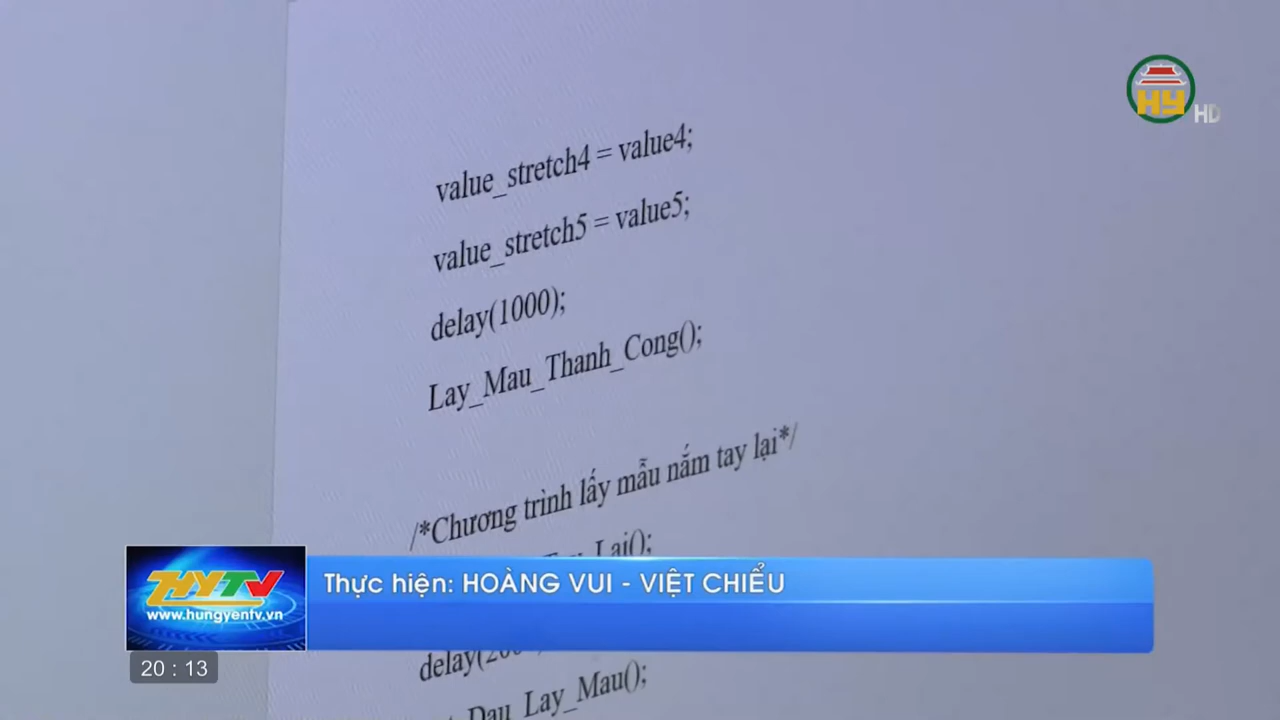 HY HD
value_stretch4 = value4;
value_stretch5 = value5;
delay(1000);
Lay_Mau_Thanh_Cong();
/*Chương trình lấy mẫu nắm tay lại*/
Lai();
HYTV
www.hungyentv.vn
Thực hiện: HOÀNG VUI - VIỆT CHIỂU
20 : 13
Dau_Lay_Mau();